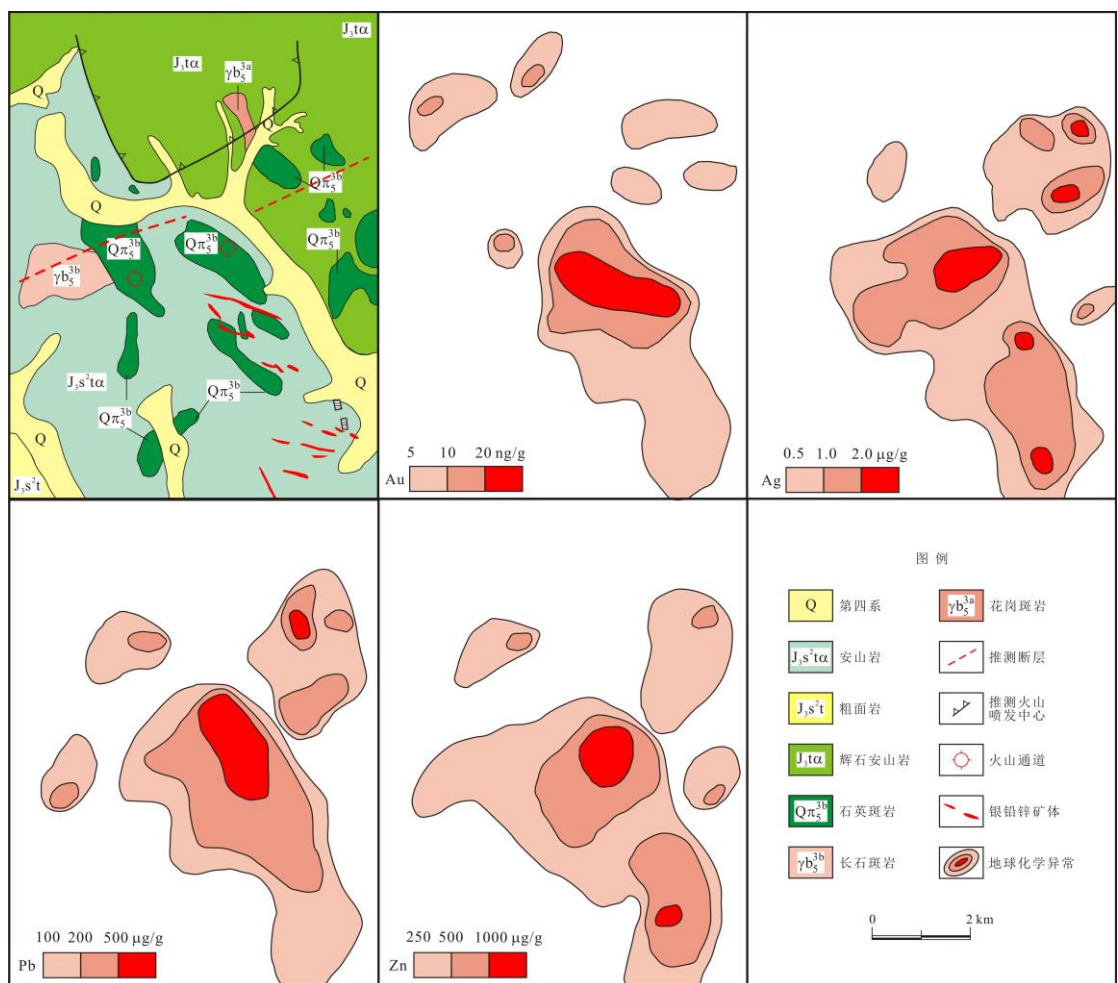 J₃tα
J₃tα
γb₅³ᵃ
Q
Q
Qπ₅³ᵇ
Q
Qπ₅³ᵇ
Qπ₅³ᵇ
Qπ₅³ᵇ
γb₅³ᵇ
J₃s²tα
Qπ₅³ᵇ
Qπ₅³ᵇ
Q
Q
Q
J₃s²t
5 10 20 ng/g
Au
0.5 1.0 2.0 μg/g
Ag
100 200 500 μg/g
Pb
250 500 1000 μg/g
Zn
图 例
Q 第四系
γb₅³ᵃ 花岗斑岩
J₃s²tα 安山岩
推测断层
J₃s²t 粗面岩
推测火山
喷发中心
J₃tα 辉石安山岩
火山通道
Qπ₅³ᵇ 石英斑岩
银铅锌矿体
γb₅³ᵇ 长石斑岩
地球化学异常
0 2 km